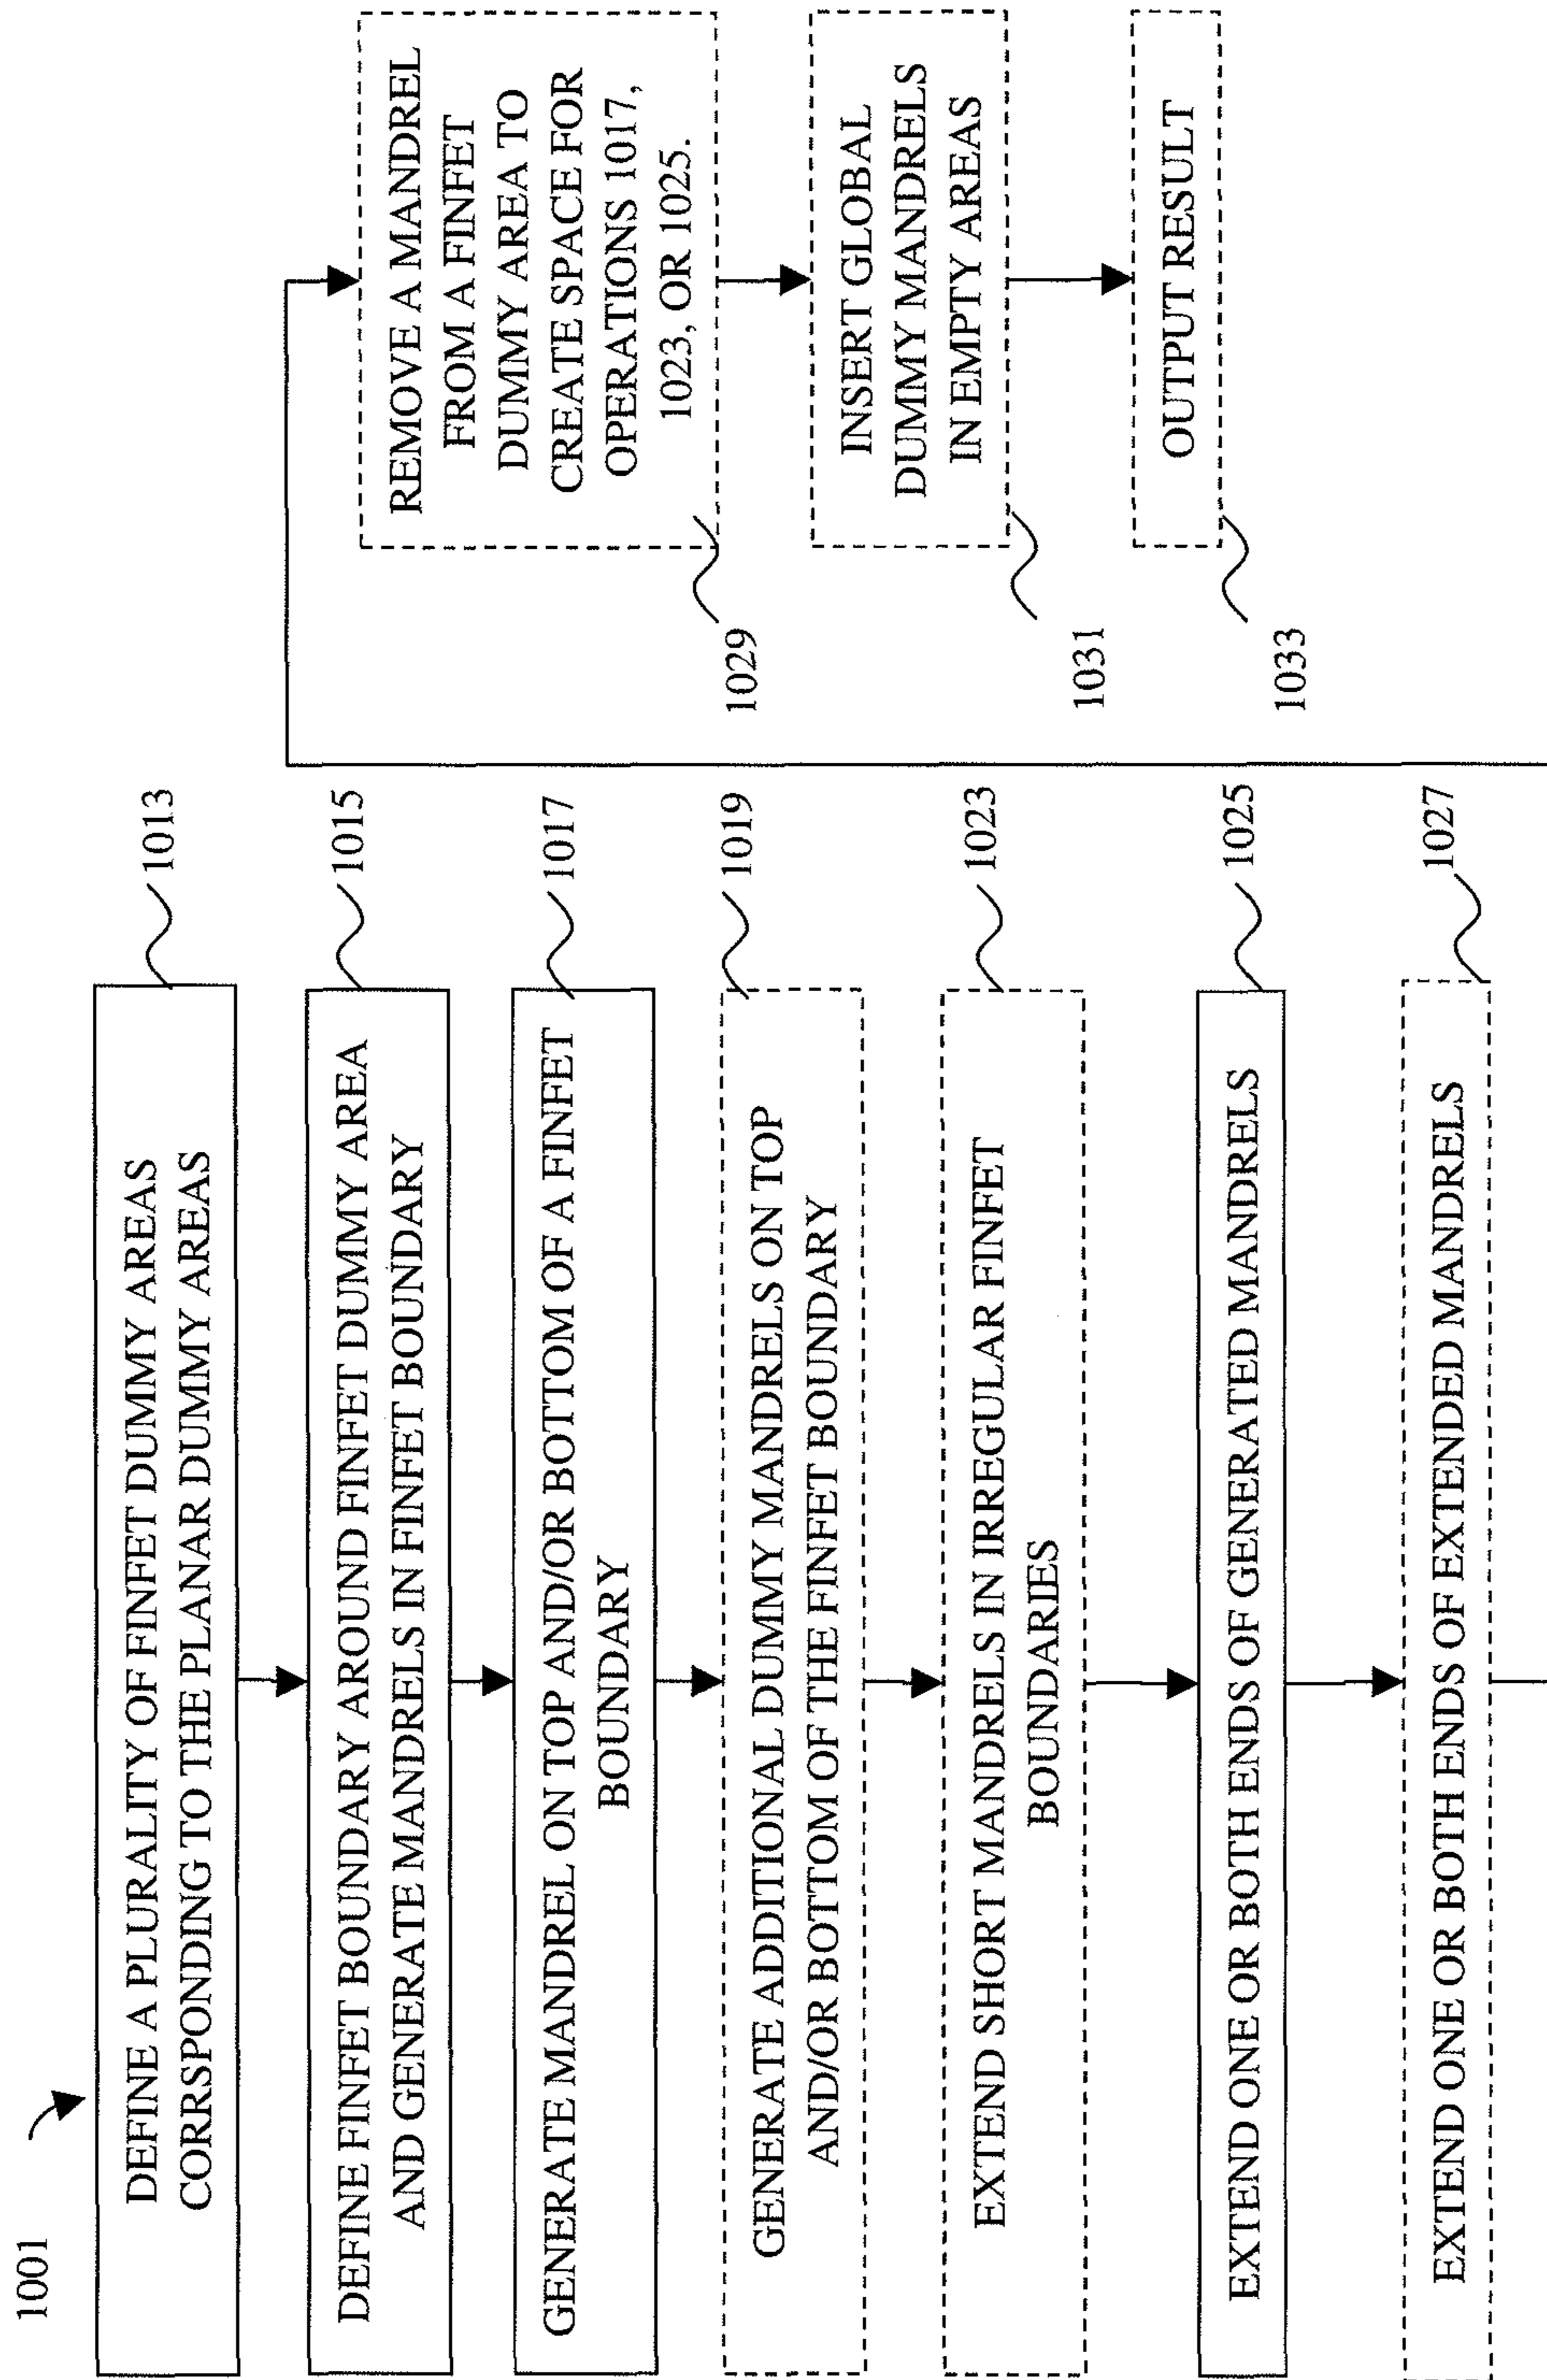 1001
DEFINE A PLURALITY OF FINFET DUMMY AREAS
CORRSPONDING TO THE PLANAR DUMMY AREAS
1013
DEFINE FINFET BOUNDARY AROUND FINFET DUMMY AREA
AND GENERATE MANDRELS IN FINFET BOUNDARY
1015
GENERATE MANDREL ON TOP AND/OR BOTTOM OF A FINFET
BOUNDARY
1017
GENERATE ADDITIONAL DUMMY MANDRELS ON TOP
AND/OR BOTTOM OF THE FINFET BOUNDARY
1019
EXTEND SHORT MANDRELS IN IRREGULAR FINFET
BOUNDARIES
1023
EXTEND ONE OR BOTH ENDS OF GENERATED MANDRELS
1025
EXTEND ONE OR BOTH ENDS OF EXTENDED MANDRELS
1027
REMOVE A MANDREL
FROM A FINFET
DUMMY AREA TO
CREATE SPACE FOR
OPERATIONS 1017,
1023, OR 1025.
1029
INSERT GLOBAL
DUMMY MANDRELS
IN EMPTY AREAS
1031
OUTPUT RESULT
1033